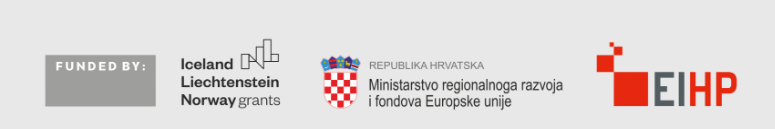 FUNDED BY:
Iceland
Liechtenstein
Norway grants
REPUBLIKA HRVATSKA
Ministarstvo regionalnoga razvoja
i fondova Europske unije
EIHP